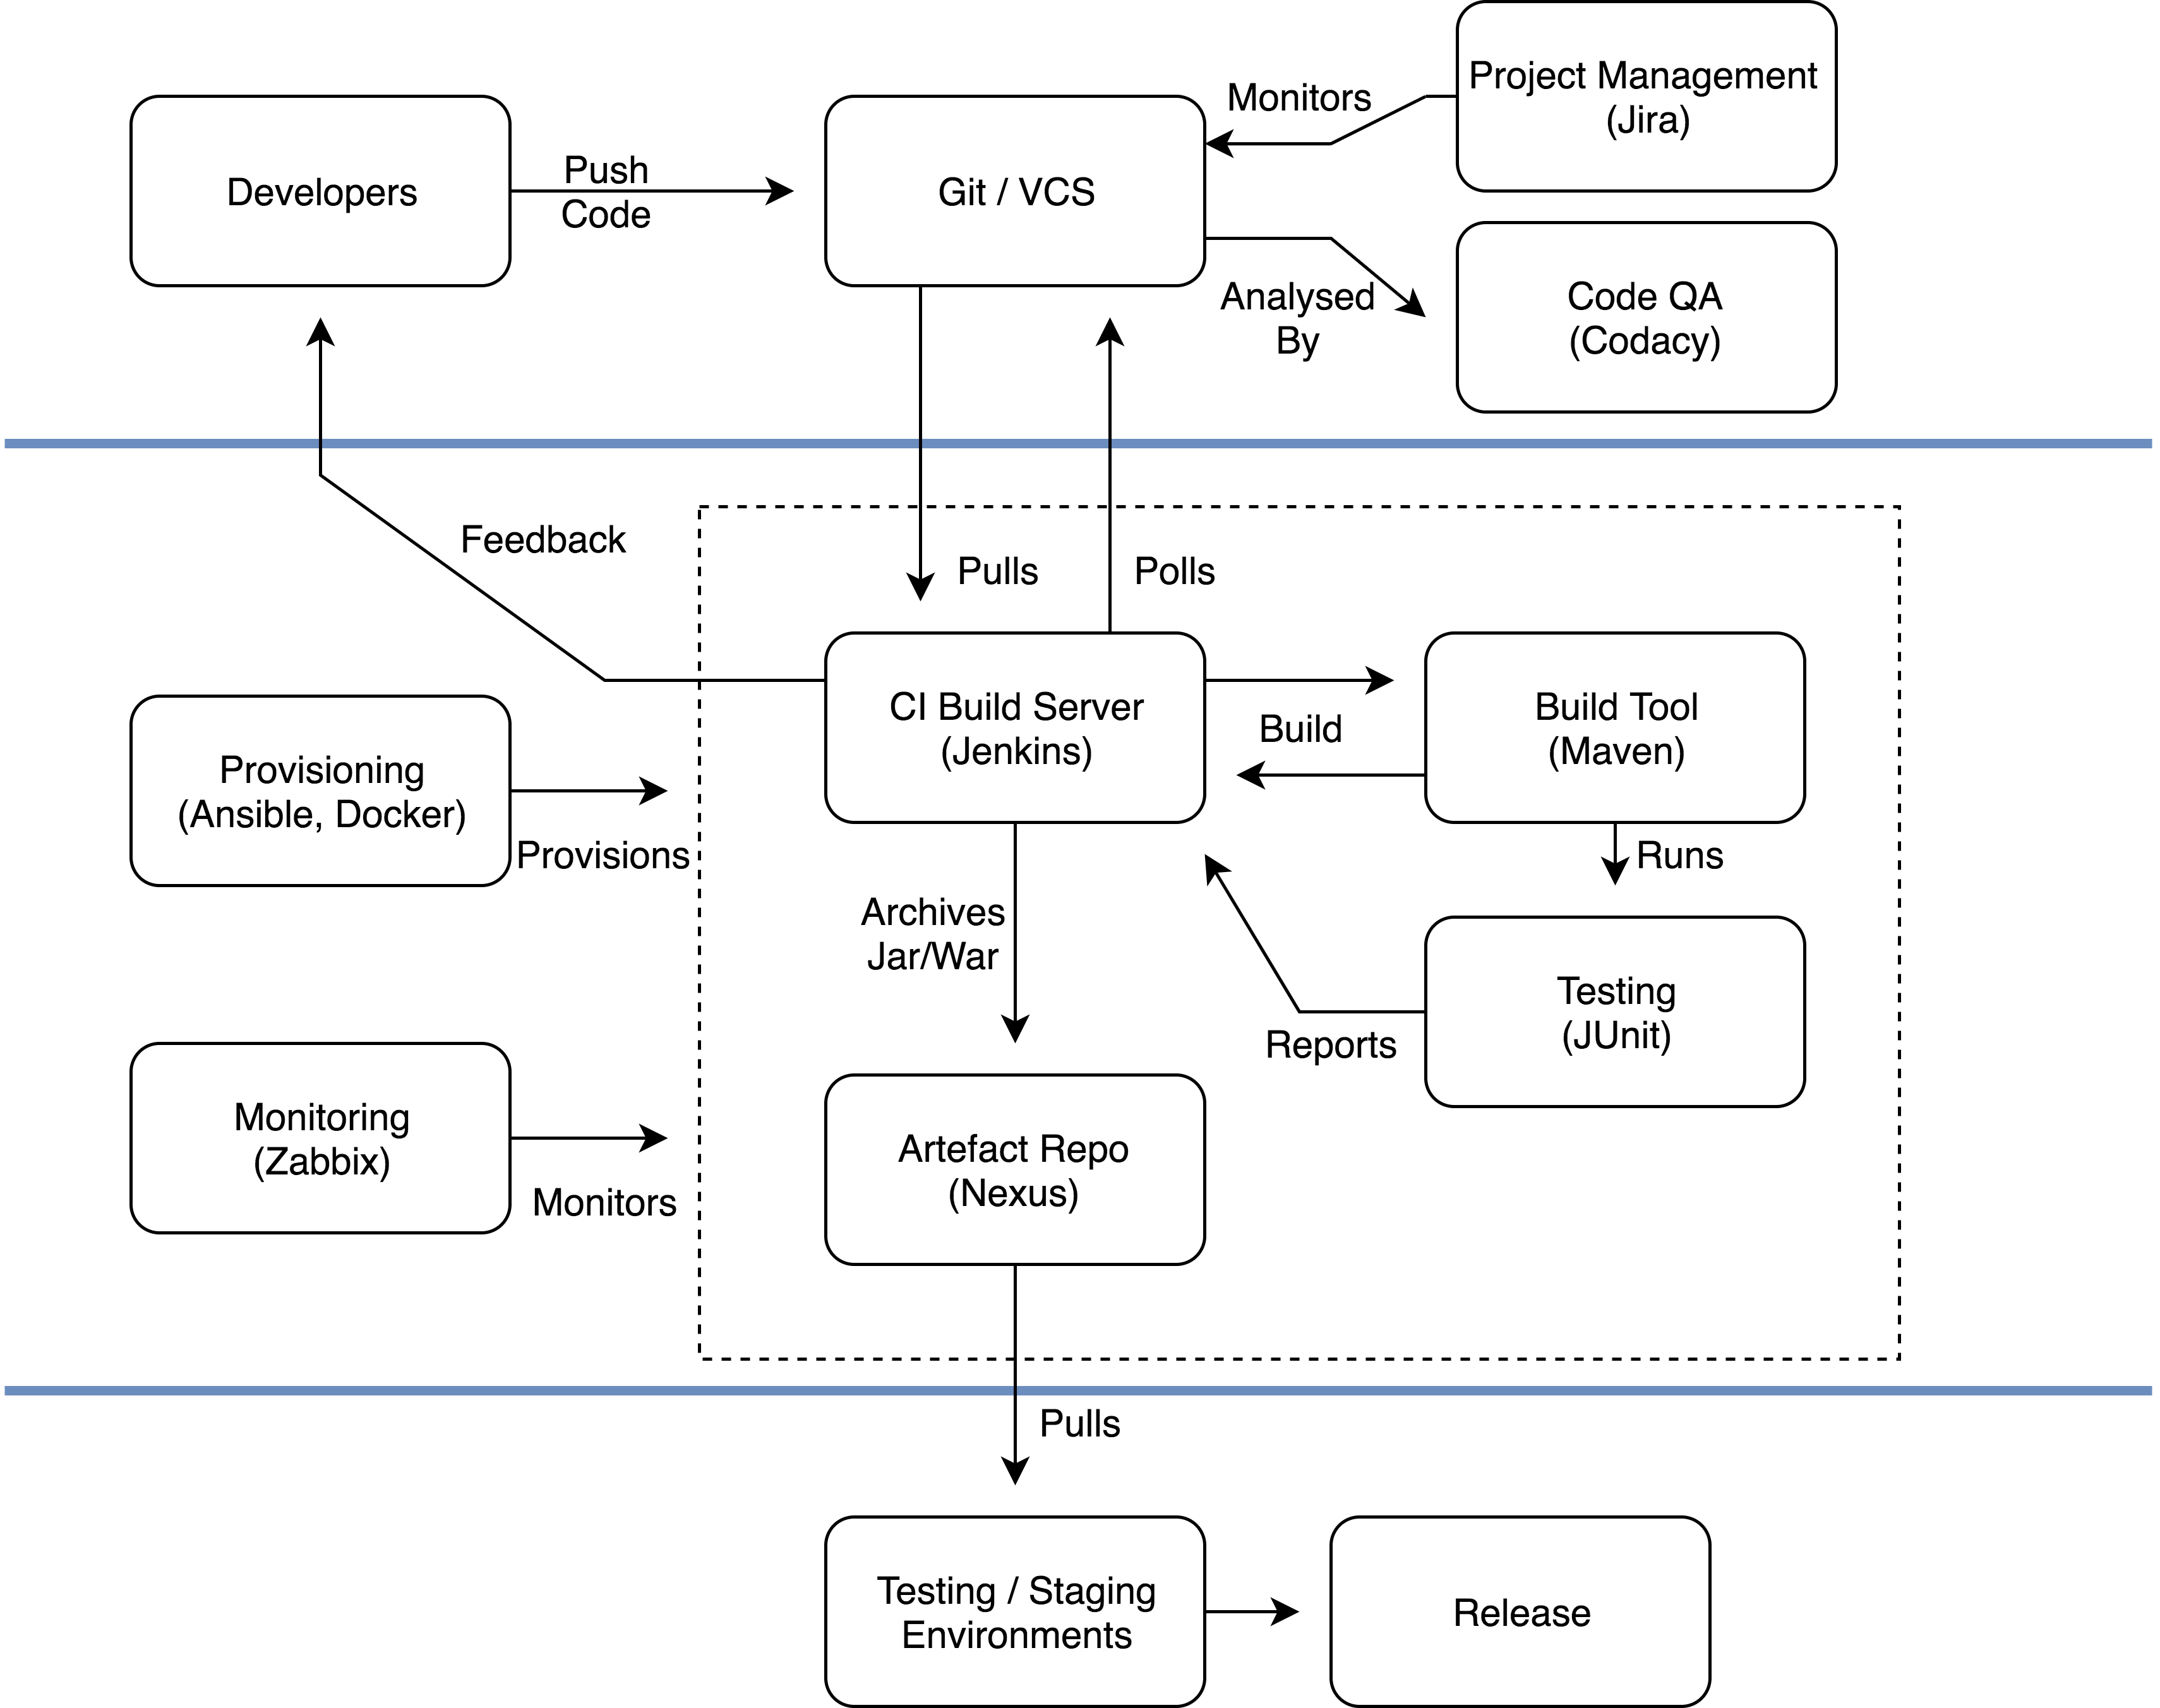 Project Management
(Jira)
Monitors
Developers
Push
Code
Git / VCS
Analysed
By
Code QA
(Codacy)
Feedback
Pulls
Polls
CI Build Server
(Jenkins)
Build
Build Tool
(Maven)
Provisioning
(Ansible, Docker)
Provisions
Runs
Archives
Jar/War
Testing
(JUnit)
Reports
Monitoring
(Zabbix)
Monitors
Artefact Repo
(Nexus)
Pulls
Testing / Staging
Environments
Release